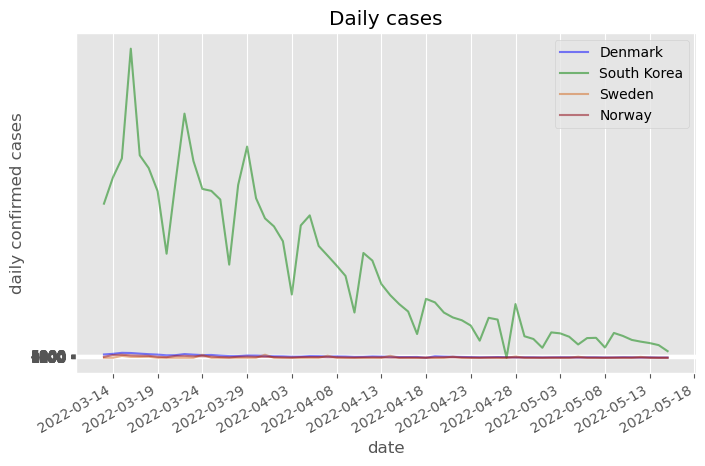 Daily cases
Denmark
South Korea
Sweden
Norway
daily confirmed cases
2022-03-14
2022-03-19
2022-03-24
2022-03-29
2022-04-03
2022-04-08
2022-04-13
2022-04-18
2022-04-23
2022-04-28
2022-05-03
2022-05-08
2022-05-13
2022-05-18
date